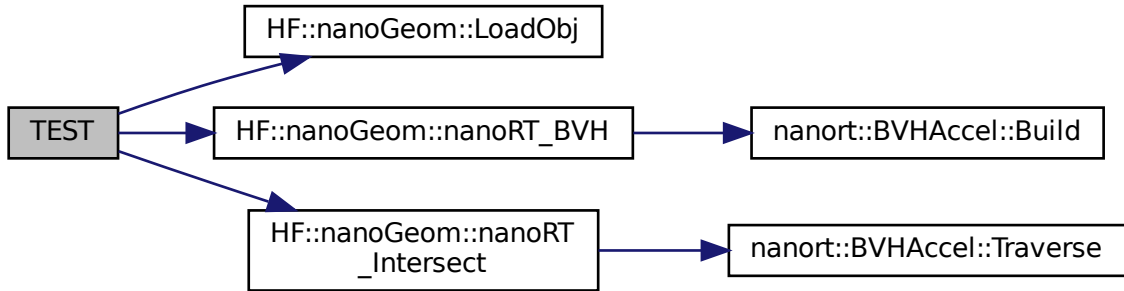 HF::nanoGeom::LoadObj
TEST
HF::nanoGeom::nanoRT_BVH
nanort::BVHAccel::Build
HF::nanoGeom::nanoRT
_Intersect
nanort::BVHAccel::Traverse